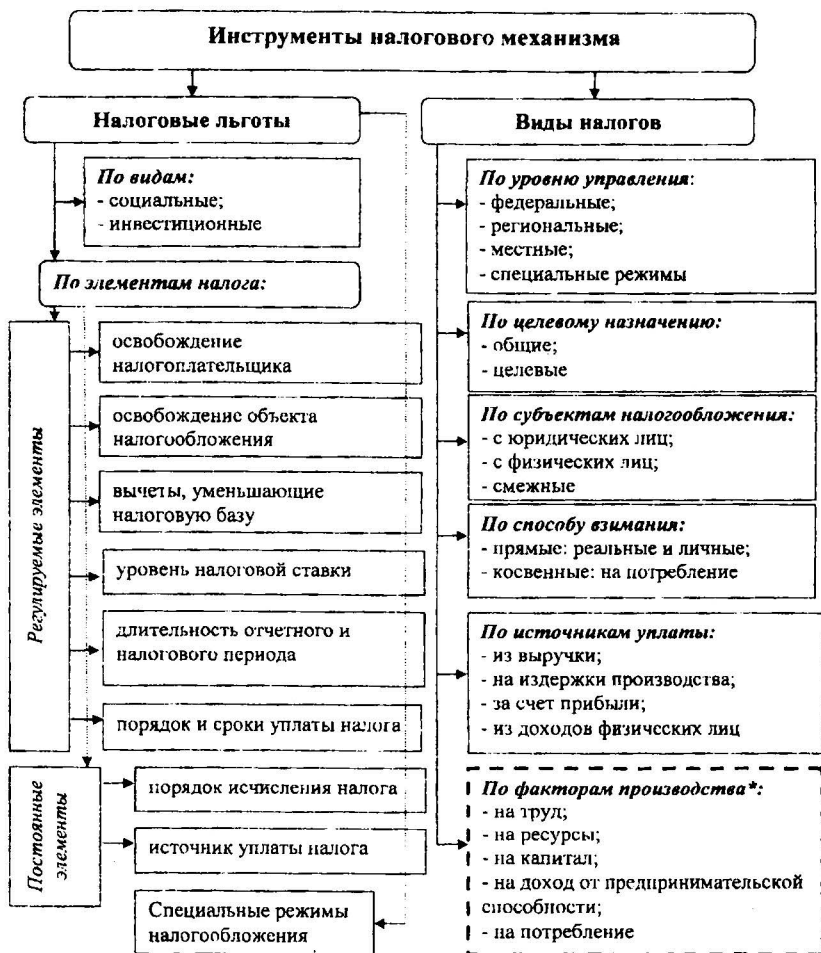 Инструменты налогового механизма
Налоговые льготы
По видам:
- социальные;
- инвестиционные
По элементам налога:
Регулируемые элементы
освобождение
налогоплательщика
освобождение объекта
налогообложения
вычеты, уменьшающие
налоговую базу
уровень налоговой ставки
длительность отчетного и
налогового периода
порядок и сроки уплаты налога
Постоянные
элементы
порядок исчисления налога
источник уплаты налога
Специальные режимы
налогообложения
Виды налогов
По уровню управления:
- федеральные;
- региональные;
- местные;
- специальные режимы
По целевому назначению:
- общие;
- целевые
По субъектам налогообложения:
- с юридических лиц;
- с физических лиц;
- смежные
По способу взимания:
- прямые: реальные и личные;
- косвенные: на потребление
По источникам уплаты:
- из выручки;
- на издержки производства;
- за счет прибыли;
- из доходов физических лиц
По факторам производства*:
- на труд;
- на ресурсы;
- на капитал;
- на доход от предпринимательской
способности;
- на потребление